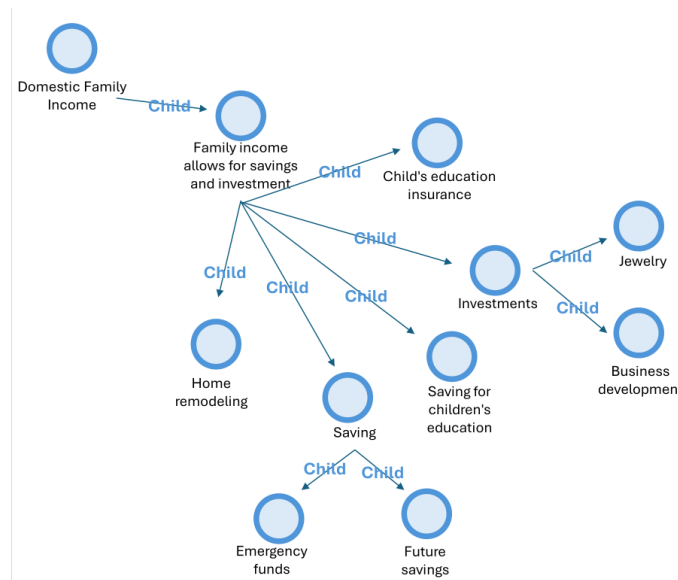 Domestic Family
Income
Child
Family income
allows for savings
and investment
Child
Child's education
insurance
Child
Investments
Child
Jewelry
Child
Business
developmen
Child
Home
remodeling
Child
Saving
Child
Saving for
children's
education
Child
Emergency
funds
Child
Future
savings